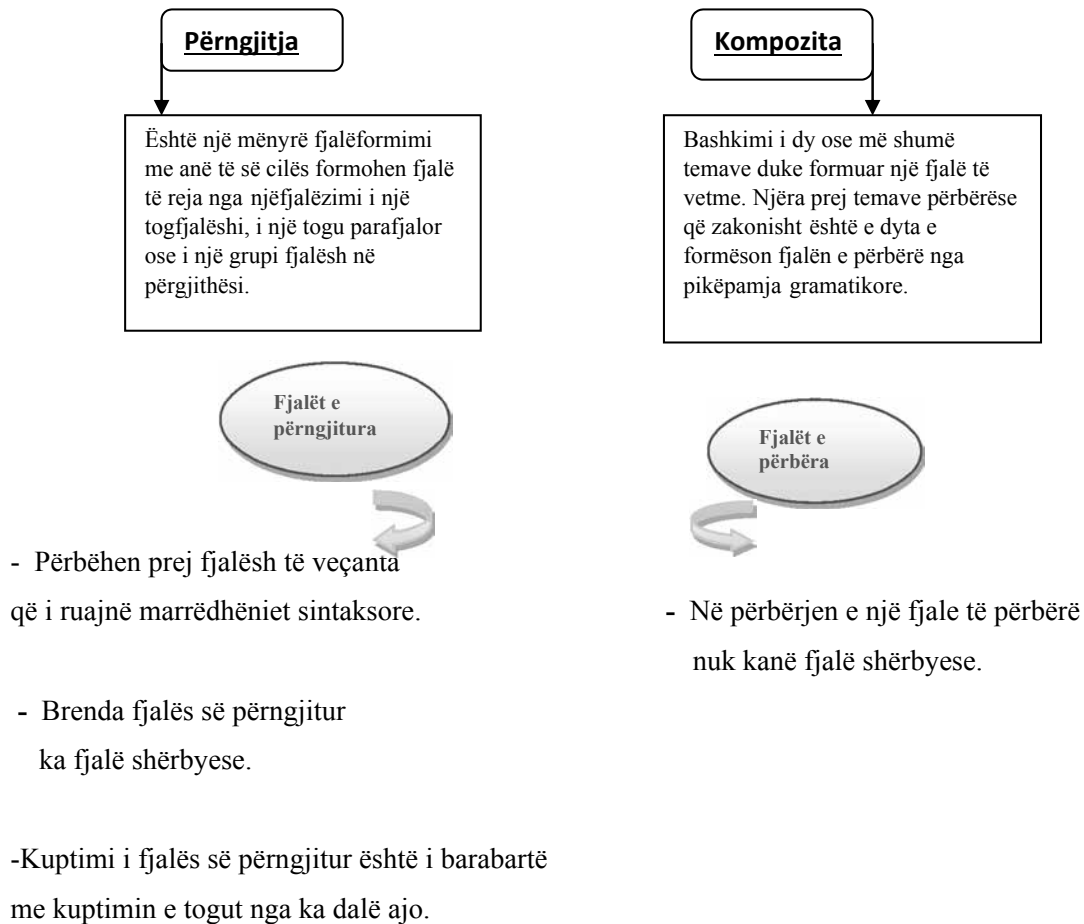 Përngjitja
Është një mënyrë fjalëformimi
me anë të së cilës formohen fjalë
të reja nga njëfjalëzimi i një
togfjalëshi, i një togu parafjalor
ose i një grupi fjalësh në
përgjithësi.
Fjalët e
përngjitura
- Përbëhen prej fjalësh të veçanta
që i ruajnë marrëdhëniet sintaksore.
- Brenda fjalës së përngjitur
ka fjalë shërbyese.
-Kuptimi i fjalës së përngjitur është i barabartë
me kuptimin e togut nga ka dalë ajo.
Kompozita
Bashkimi i dy ose më shumë
temave duke formuar një fjalë të
vetme. Njëra prej temave përbërëse
që zakonisht është e dyta e
formëson fjalën e përbërë nga
pikëpamja gramatikore.
Fjalët e
përbëra
- Në përbërjen e një fjale të përbërë
nuk kanë fjalë shërbyese.